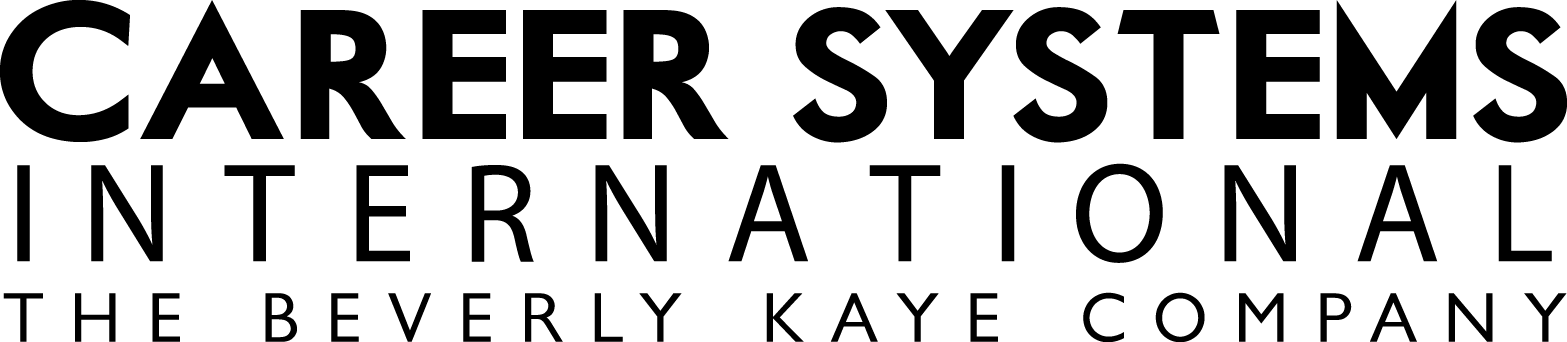 CAREER SYSTEMS
INTERNATIONAL
THE BEVERLY KAYE COMPANY